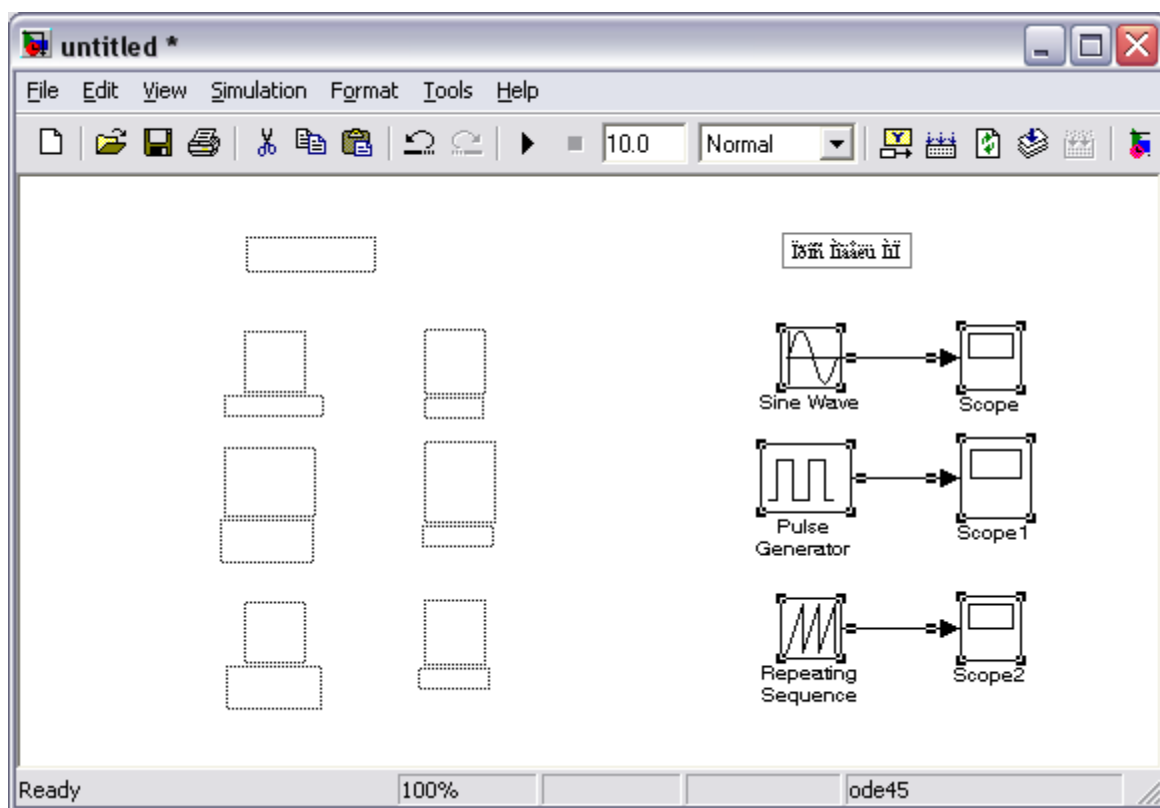 untitled *
File Edit View Simulation Format Tools Help
10.0 Normal
Sine Wave
Scope
Pulse
Generator
Scope1
Repeating
Sequence
Scope2
Ready 100% ode45